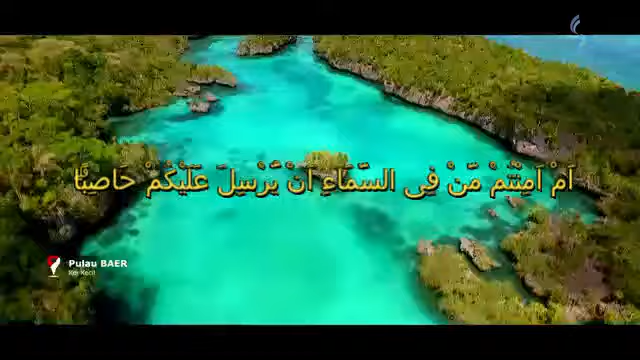 اَمْ اَمِنْتُمْ مَّنْ فِى السَّمَاۤءِ اَنْ يُّرْسِلَ عَلَيْكُمْ حَاصِبًا
Pulau BAER
Kei Kecil